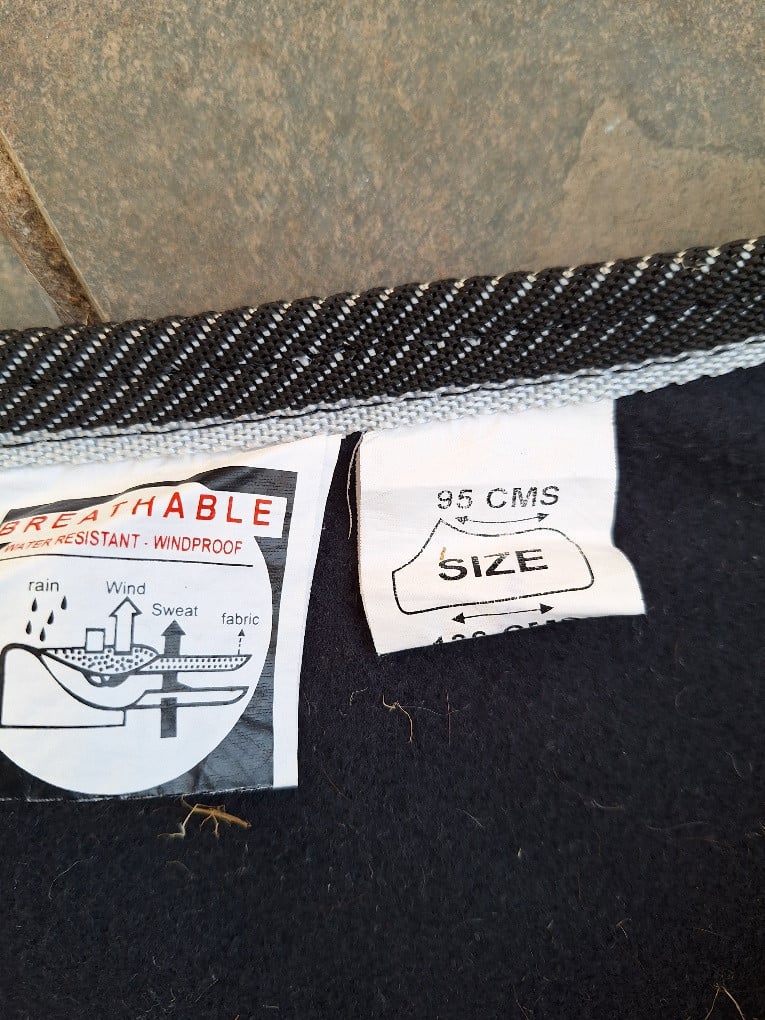 BREATHABLE
WATER RESISTANT - WINDPROOF
rain
Wind
Sweat
fabric
95 CMS
SIZE